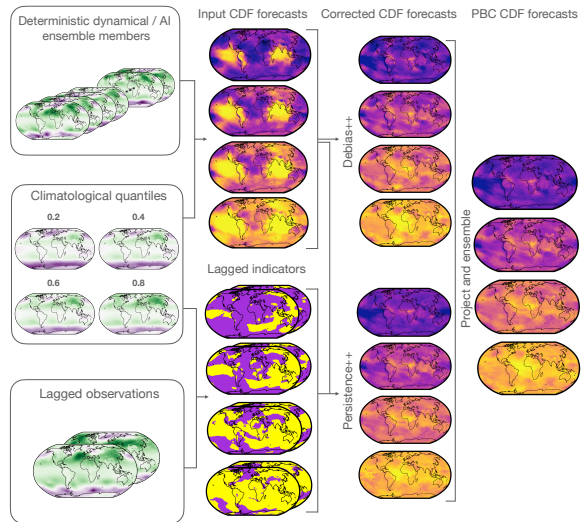 Deterministic dynamical / AI
ensemble members
Input CDF forecasts
Corrected CDF forecasts
PBC CDF forecasts
Debias++
Climatological quantiles
0.2
0.4
0.6
0.8
Lagged indicators
Persistence++
Project and ensemble
Lagged observations